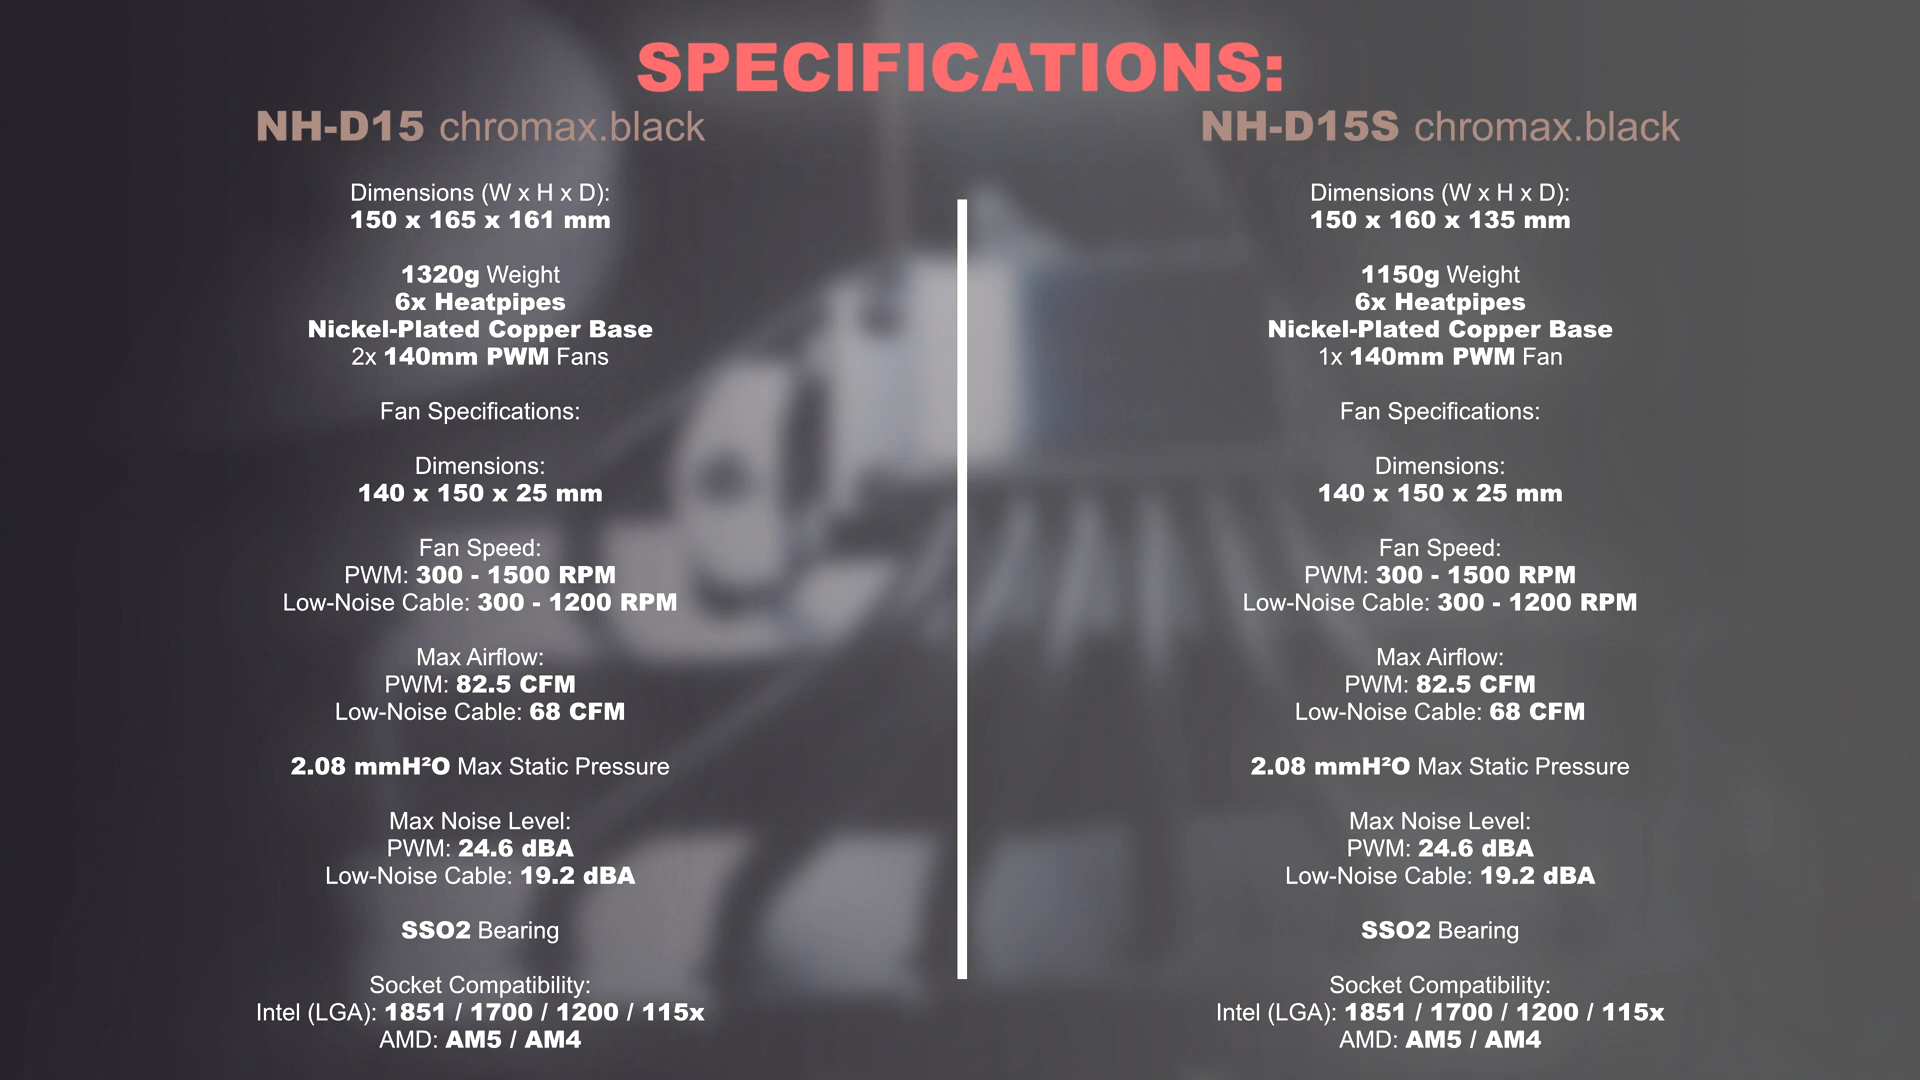 SPECIFICATIONS:
NH-D15 chromax.black
Dimensions (W x H x D):
150 x 165 x 161 mm
1320g Weight
6x Heatpipes
Nickel-Plated Copper Base
2x 140mm PWM Fans
Fan Specifications:
Dimensions:
140 x 150 x 25 mm
Fan Speed:
PWM: 300 - 1500 RPM
Low-Noise Cable: 300 - 1200 RPM
Max Airflow:
PWM: 82.5 CFM
Low-Noise Cable: 68 CFM
2.08 mmH²O Max Static Pressure
Max Noise Level:
PWM: 24.6 dBA
Low-Noise Cable: 19.2 dBA
SSO2 Bearing
Socket Compatibility:
Intel (LGA): 1851 / 1700 / 1200 / 115x
AMD: AM5 / AM4
NH-D15S chromax.black
Dimensions (W x H x D):
150 x 160 x 135 mm
1150g Weight
6x Heatpipes
Nickel-Plated Copper Base
1x 140mm PWM Fan
Fan Specifications:
Dimensions:
140 x 150 x 25 mm
Fan Speed:
PWM: 300 - 1500 RPM
Low-Noise Cable: 300 - 1200 RPM
Max Airflow:
PWM: 82.5 CFM
Low-Noise Cable: 68 CFM
2.08 mmH²O Max Static Pressure
Max Noise Level:
PWM: 24.6 dBA
Low-Noise Cable: 19.2 dBA
SSO2 Bearing
Socket Compatibility:
Intel (LGA): 1851 / 1700 / 1200 / 115x
AMD: AM5 / AM4